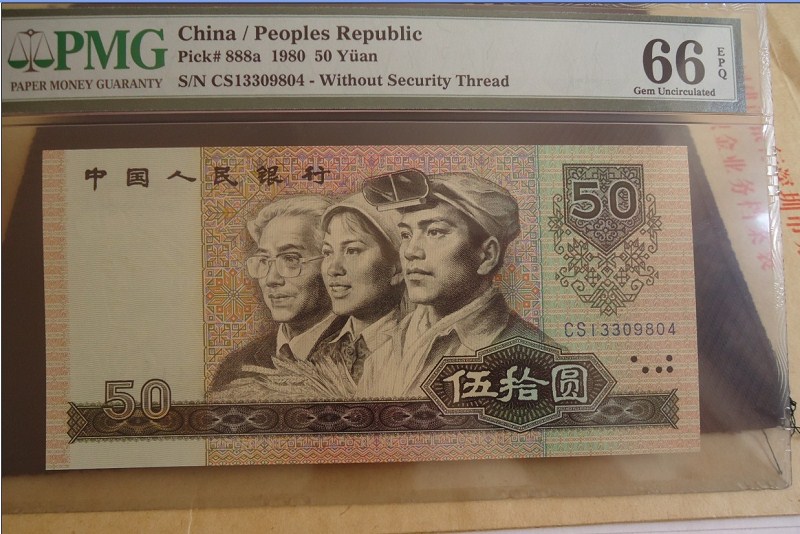 PMG
PAPER MONEY GUARANTY
China / Peoples Republic
Pick# 888a 1980 50 Yüan
S/N CS13309804 - Without Security Thread
66 EPQ
Gem Uncirculated
中国人民银行
50
CS13309804
50
伍拾圆